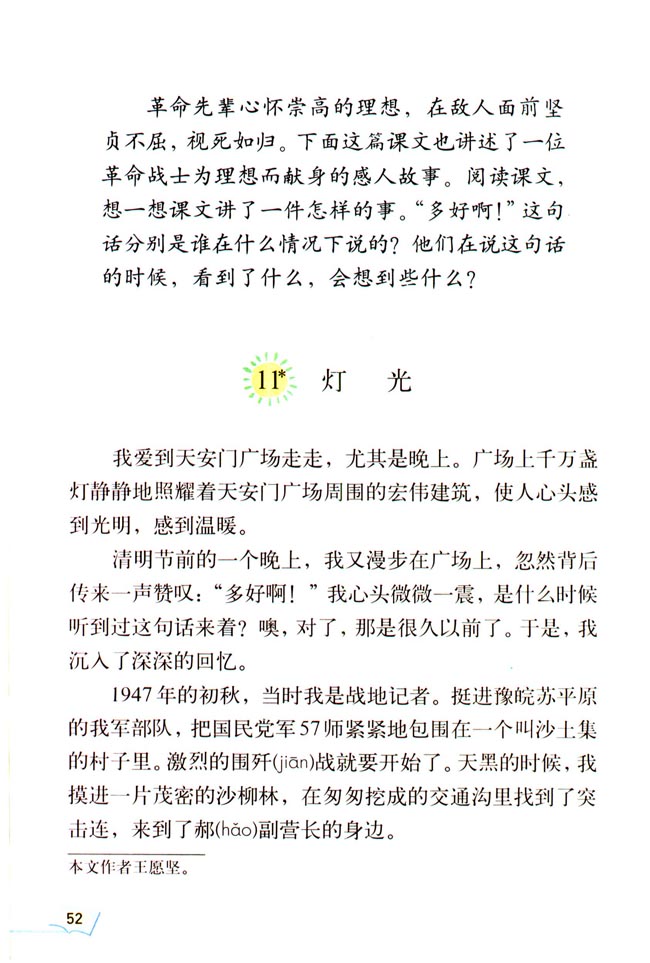 革命先辈心怀崇高的理想，在敌人面前坚
贞不屈，视死如归。下面这篇课文也讲述了一位
革命战士为理想而献身的感人故事。阅读课文，
想一想课文讲了一件怎样的事。“多好啊！”这句
话分别是谁在什么情况下说的？他们在说这句话
的时候，看到了什么，会想到些什么？
11* 灯 光
我爱到天安门广场走走，尤其是晚上。广场上千万盏
灯静静地照耀着天安门广场周围的宏伟建筑，使人心头感
到光明，感到温暖。
清明节前的一个晚上，我又漫步在广场上，忽然背后
传来一声赞叹：“多好啊！”我心头微微一震，是什么时候
听到过这句话来着？噢，对了，那是很久以前了。于是，我
沉入了深深的回忆。
1947年的初秋，当时我是战地记者。挺进豫皖苏平原
的我军部队，把国民党军57师紧紧地包围在一个叫沙土集
的村子里。激烈的围歼(jiān)战就要开始了。天黑的时候，我
摸进一片茂密的沙柳林，在匆匆挖成的交通沟里找到了突
击连，来到了郝(hǎo)副营长的身边。
本文作者王愿坚。
52